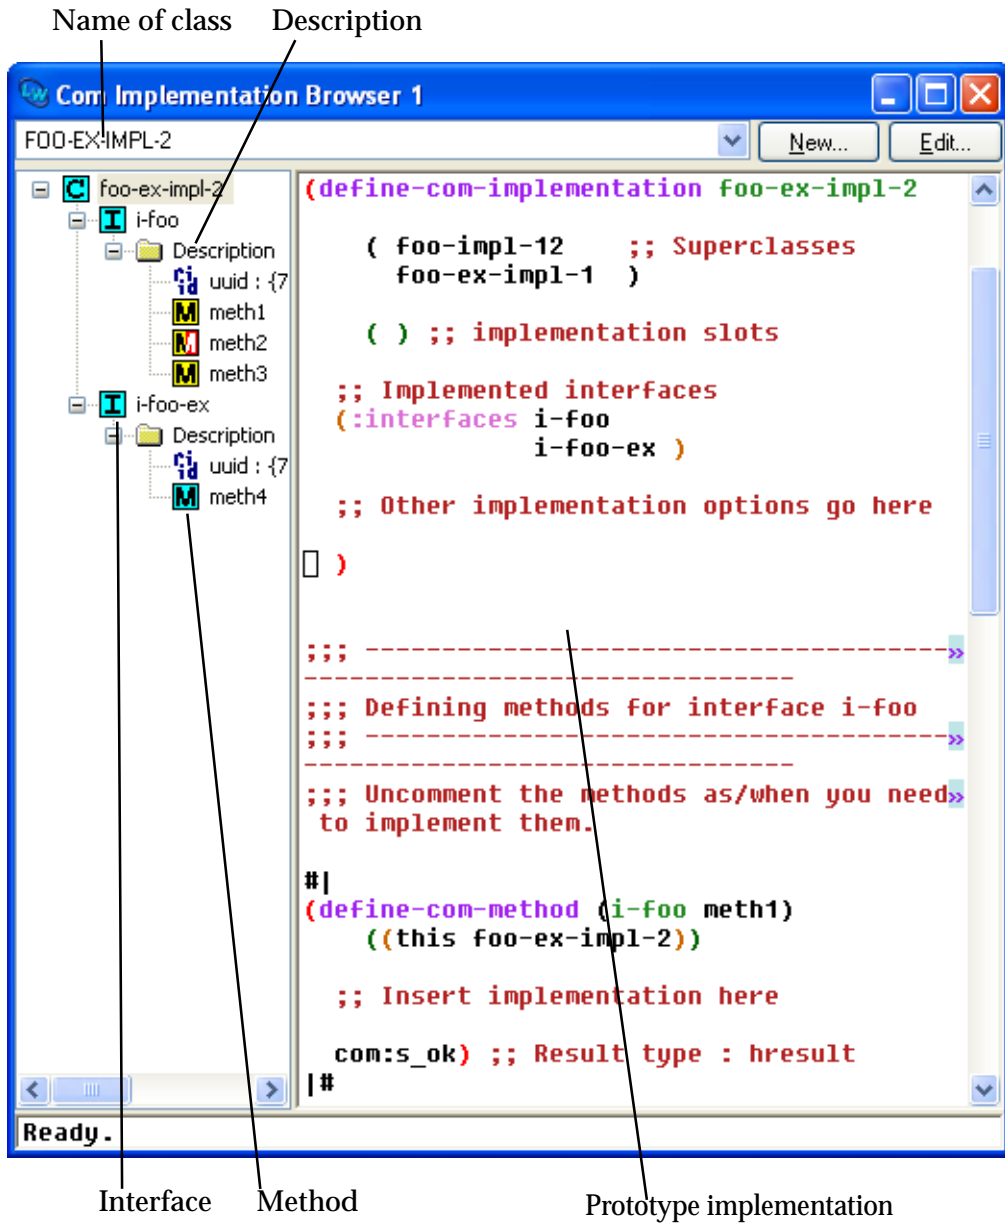 Name of class Description
Com Implementation Browser 1
FOO-EX-IMPL-2 New... Edit...
foo-ex-impl-2
i-foo
Description
uuid : {7
meth1
meth2
meth3
i-foo-ex
Description
uuid : {7
meth4
(define-com-implementation foo-ex-impl-2
( foo-impl-12 ;; Superclasses
foo-ex-impl-1 )
( ) ;; implementation slots
;; Implemented interfaces
(:interfaces i-foo
i-foo-ex )
;; Other implementation options go here
)
;;; ------------------------------------------»
-----------------------------------
;;; Defining methods for interface i-foo
;;; ------------------------------------------»
-----------------------------------
;;; Uncomment the methods as/when you need»
to implement them.
#|
(define-com-method (i-foo meth1)
((this foo-ex-impl-2))
;; Insert implementation here
com:s_ok) ;; Result type : hresult
|#
Ready.
Interface Method Prototype implementation